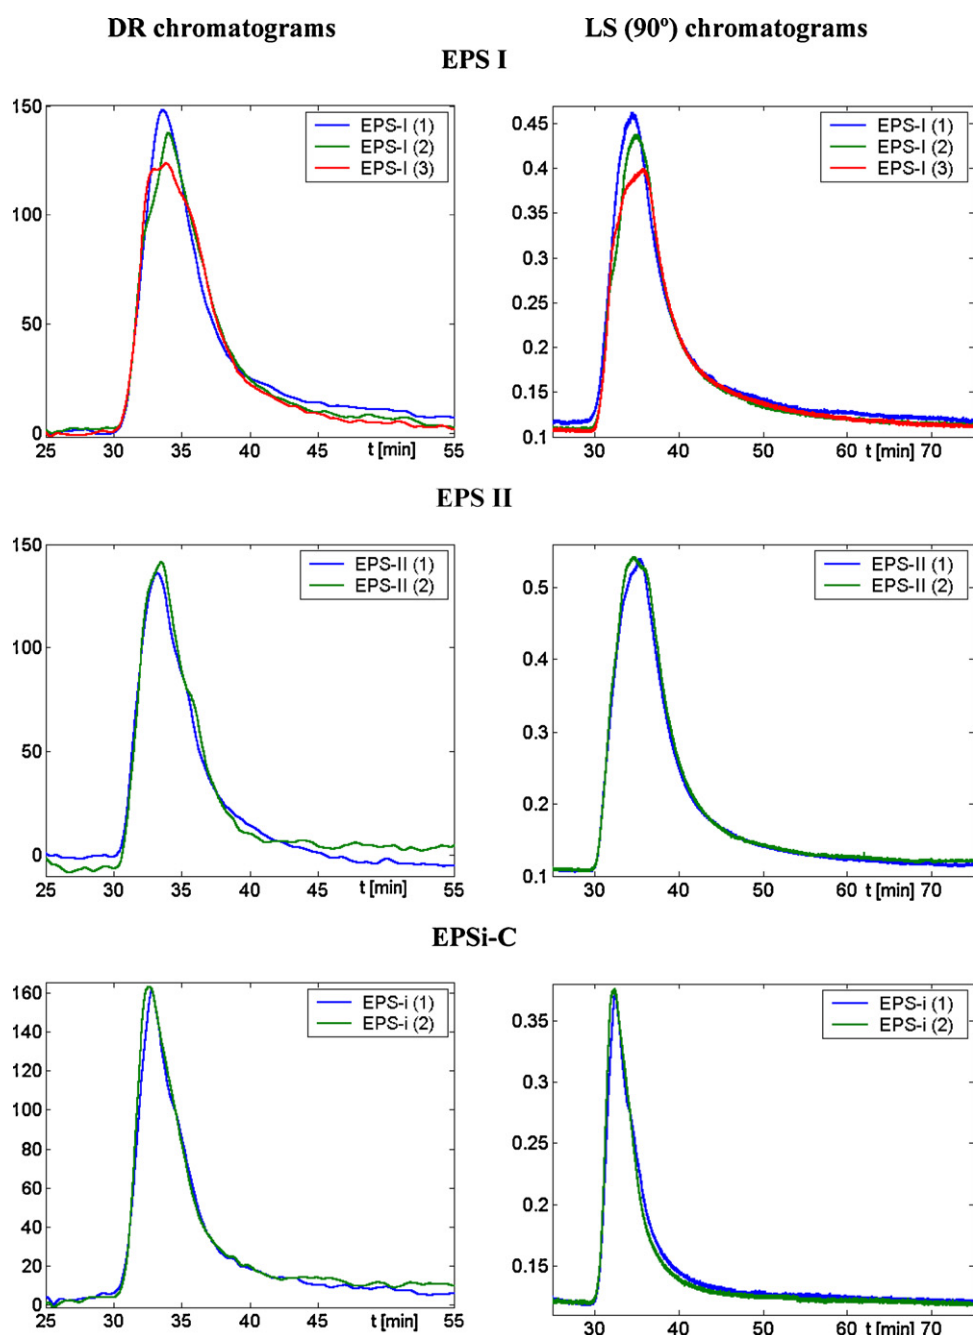 DR chromatograms
LS (90º) chromatograms
EPS I
150
100
50
0
25 30 35 40 45 t [min] 55
EPS-I (1)
EPS-I (2)
EPS-I (3)
0.45
0.4
0.35
0.3
0.25
0.2
0.15
0.1
30 40 50 60 t [min] 70
EPS-I (1)
EPS-I (2)
EPS-I (3)
EPS II
150
100
50
0
25 30 35 40 45 t [min] 55
EPS-II (1)
EPS-II (2)
0.5
0.4
0.3
0.2
0.1
30 40 50 60 t [min] 70
EPS-II (1)
EPS-II (2)
EPSi-C
160
140
120
100
80
60
40
20
0
25 30 35 40 45 t [min] 55
EPS-i (1)
EPS-i (2)
0.35
0.3
0.25
0.2
0.15
30 40 50 60 t [min] 70
EPS-i (1)
EPS-i (2)